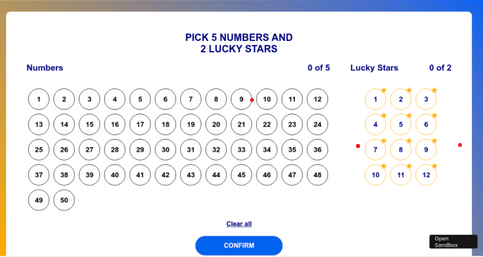 PICK 5 NUMBERS AND
2 LUCKY STARS
Numbers 0 of 5
1 2 3 4 5 6 7 8 9 10 11 12
13 14 15 16 17 18 19 20 21 22 23 24
25 26 27 28 29 30 31 32 33 34 35 36
37 38 39 40 41 42 43 44 45 46 47 48
49 50
Lucky Stars 0 of 2
1 2 3
4 5 6
7 8 9
10 11 12
Clear all
CONFIRM
Open
Sandbox